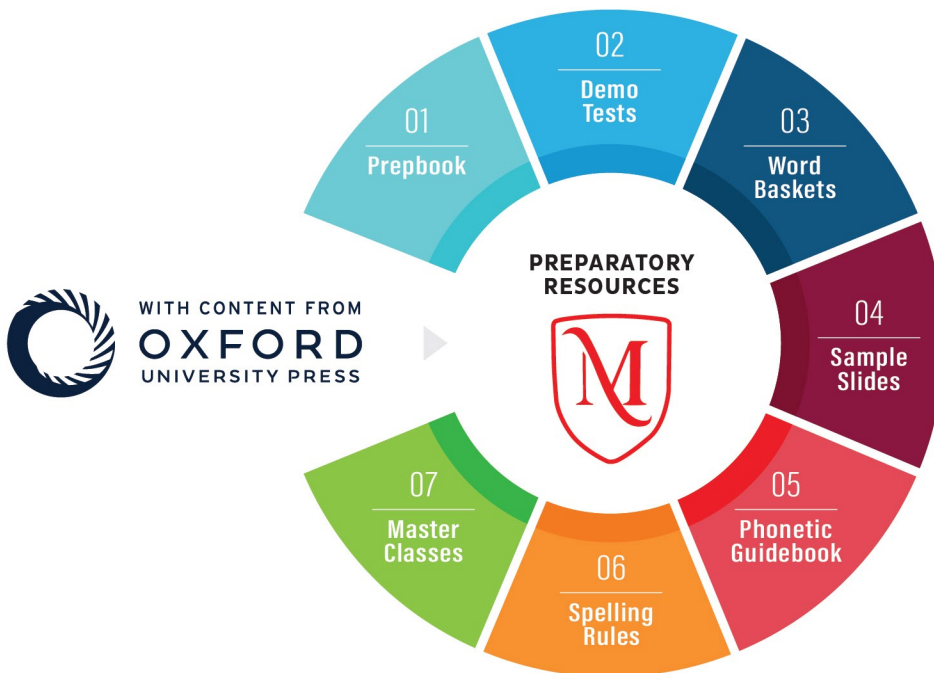 01
Prepbook
02
Demo
Tests
03
Word
Baskets
04
Sample
Slides
05
Phonetic
Guidebook
06
Spelling
Rules
07
Master
Classes
PREPARATORY
RESOURCES
M
WITH CONTENT FROM
OXFORD
UNIVERSITY PRESS